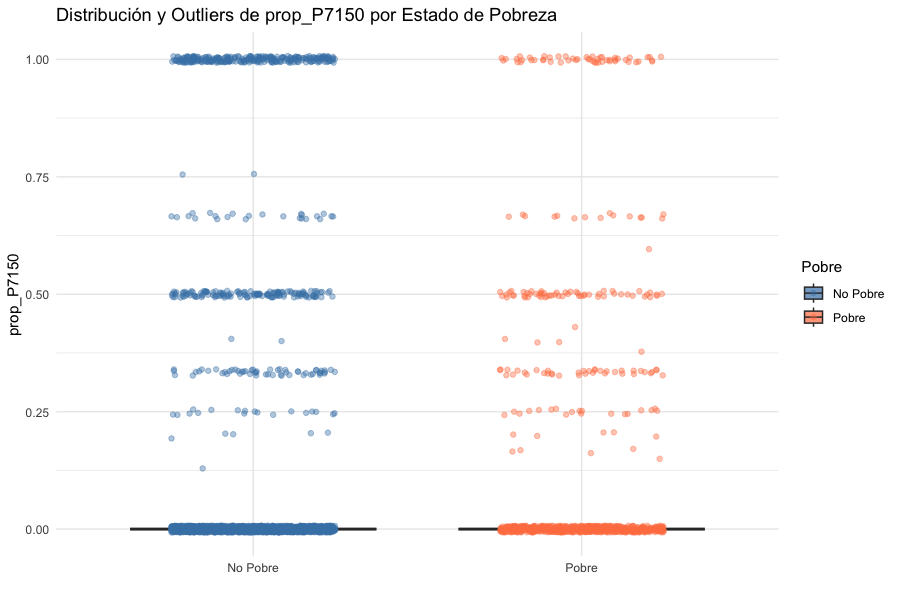 Distribución y Outliers de prop_P7150 por Estado de Pobreza
prop_P7150
1.00
0.75
0.50
0.25
0.00
No Pobre
Pobre
Pobre
No Pobre
Pobre